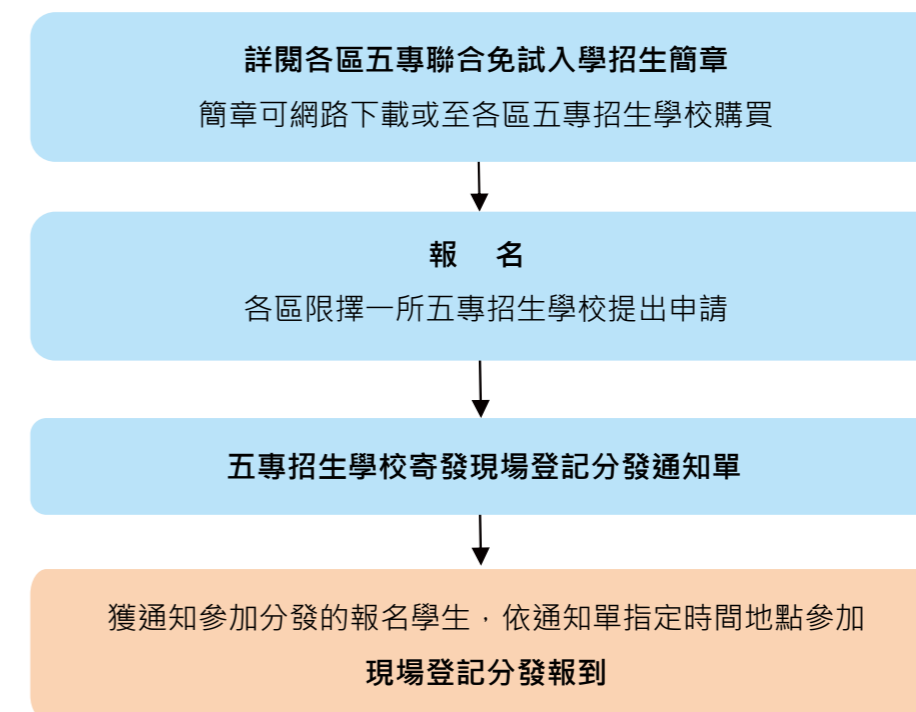 詳閱各區五專聯合免試入學招生簡章
簡章可網路下載或至各區五專招生學校購買
報　名
各區限擇一所五專招生學校提出申請
五專招生學校寄發現場登記分發通知單
獲通知參加分發的報名學生，依通知單指定時間地點參加
現場登記分發報到